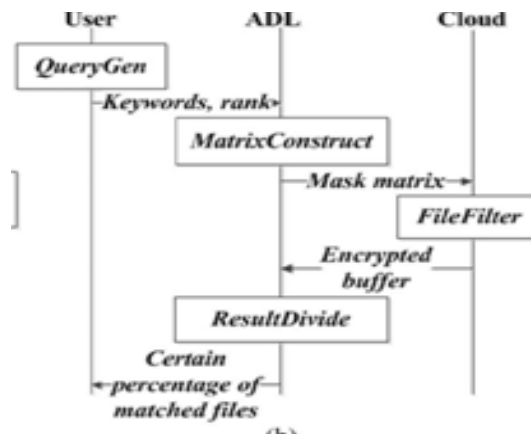 User ADL Cloud
QueryGen
Keywords, rank
MatrixConstruct
Mask matrix
FileFilter
Encrypted
buffer
ResultDivide
Certain
percentage of
matched files